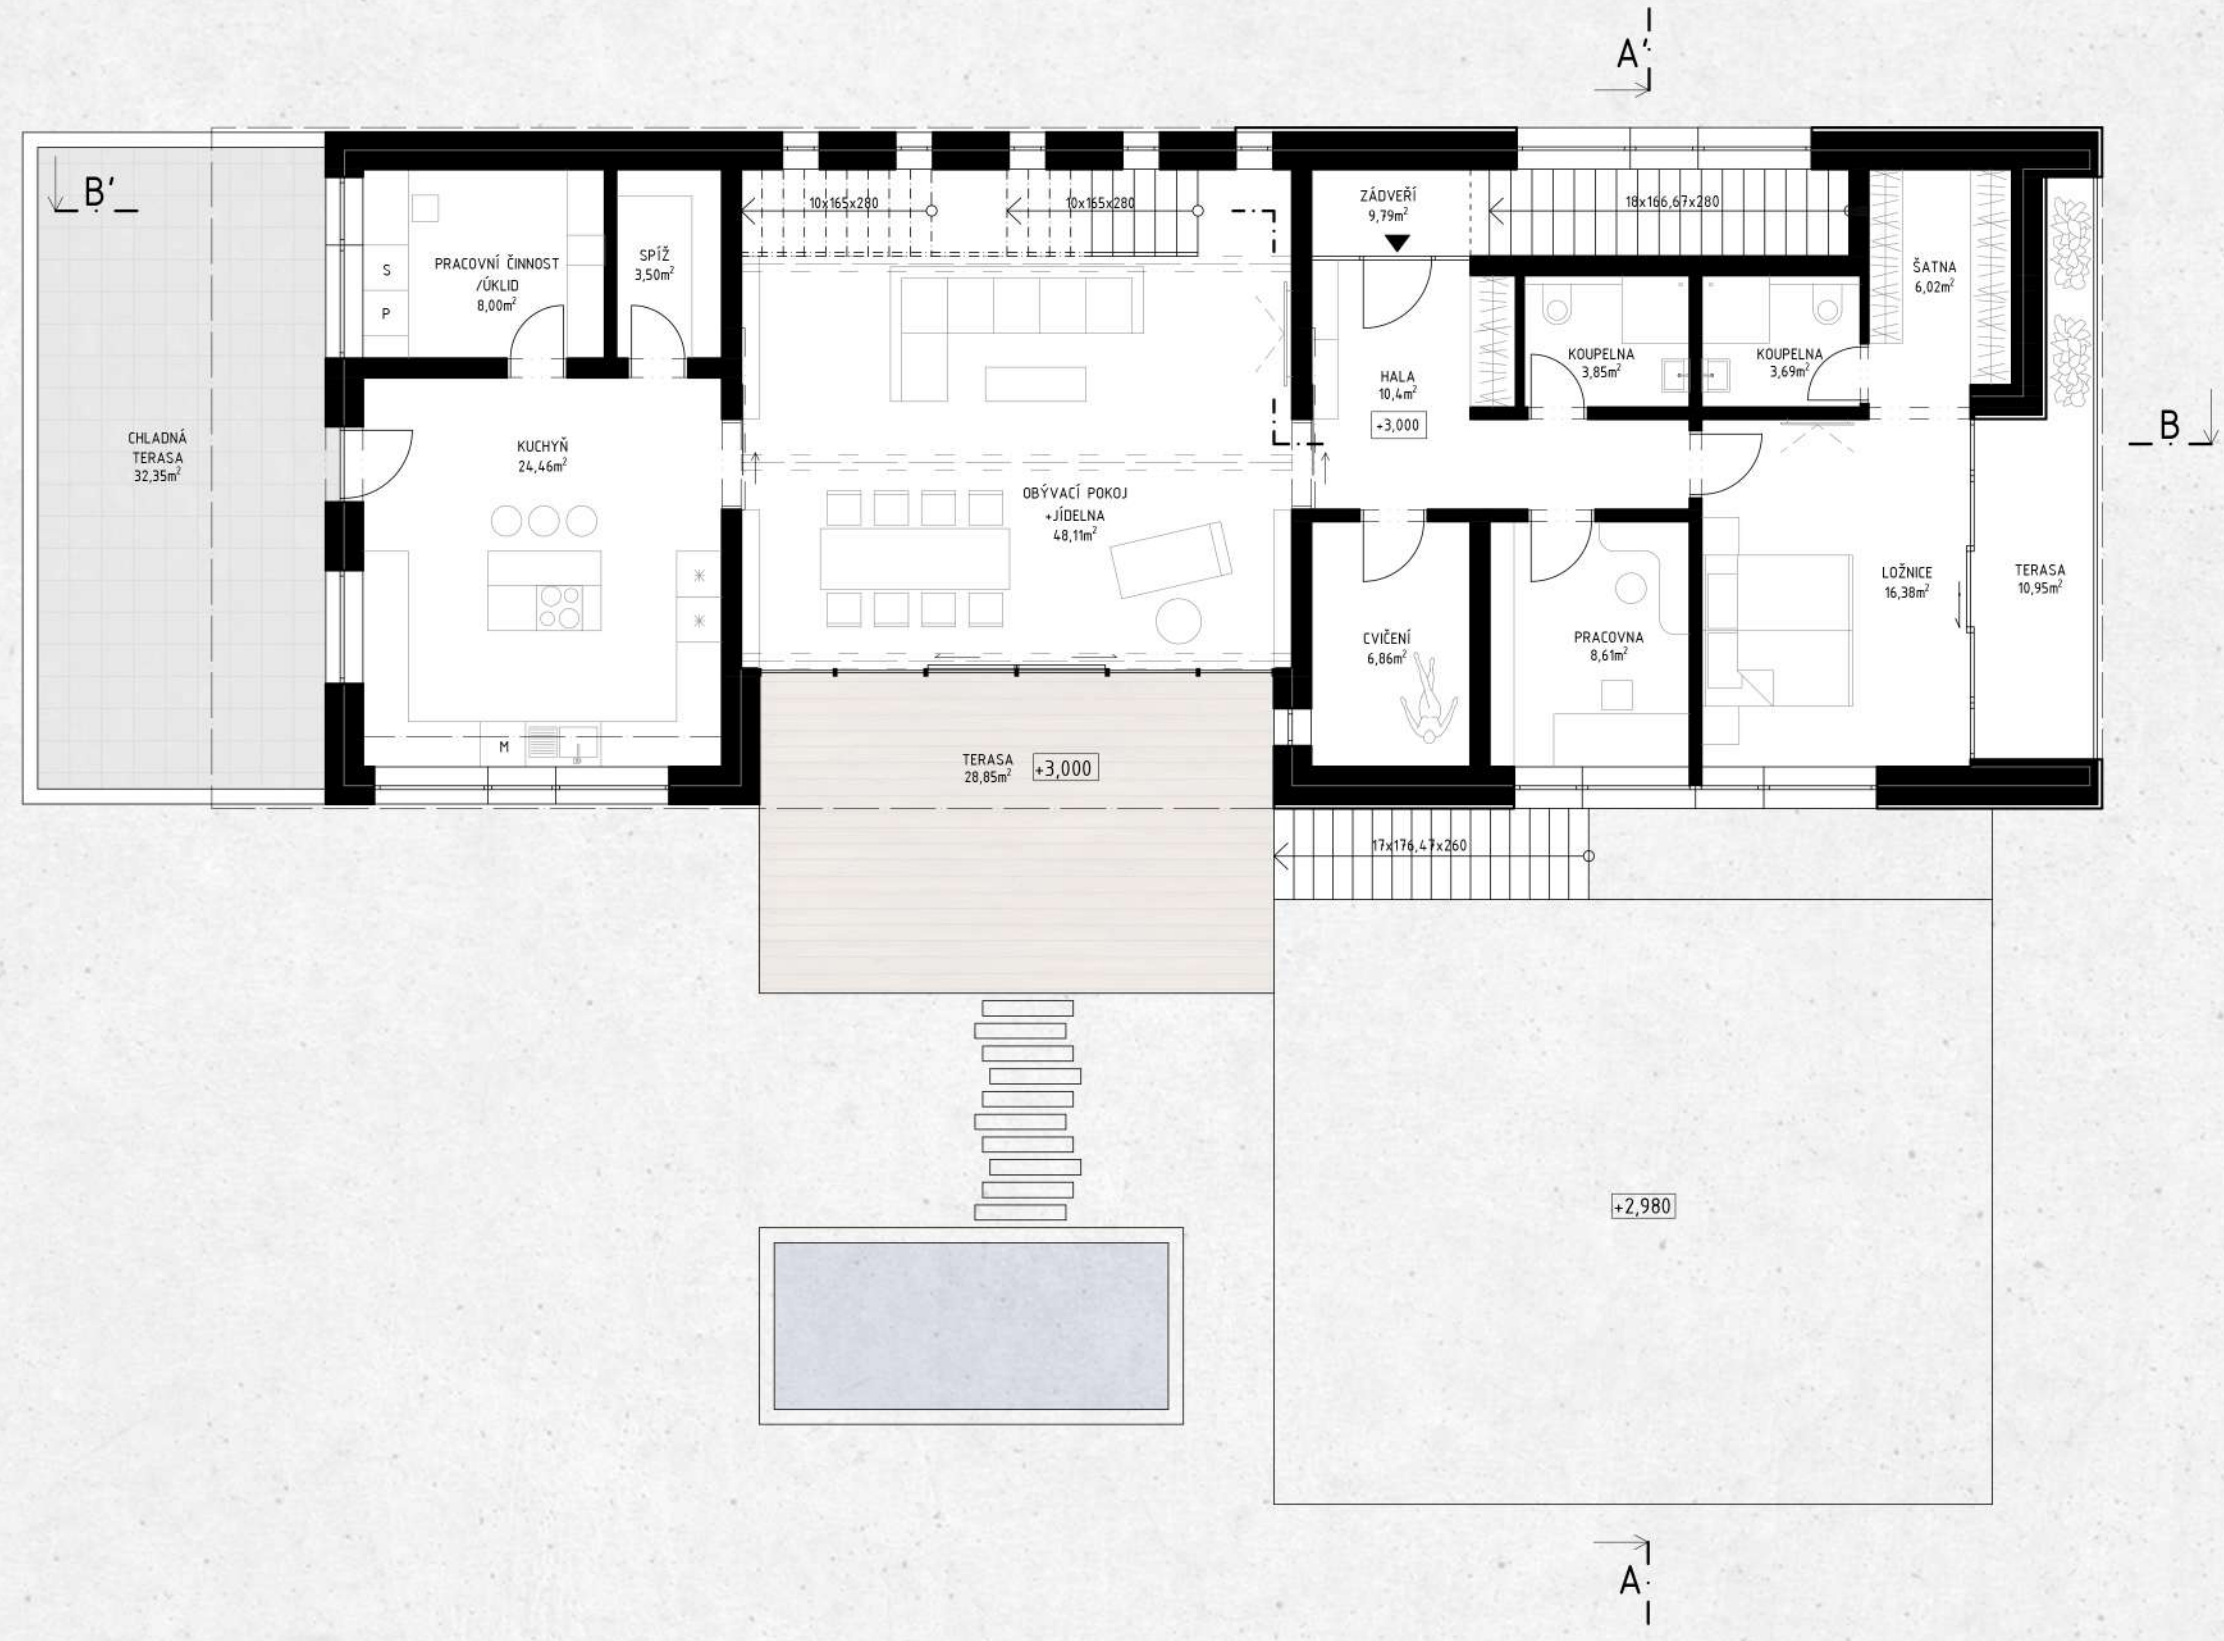 A'
B'
10x165x280
10x165x280
ZÁDVEŘÍ
9,79m²
18x166,67x280
PRACOVNÍ ČINNOST
/ÚKLID
8,00m²
S
P
SPÍŽ
3,50m²
ŠATNA
6,02m²
KOUPELNA
3,85m²
KOUPELNA
3,69m²
HALA
10,4m²
+3,000
CHLADNÁ
TERASA
32,35m²
KUCHYŇ
24,46m²
B
OBÝVACÍ POKOJ
+JÍDELNA
48,11m²
LOŽNICE
16,38m²
TERASA
10,95m²
CVIČENÍ
6,86m²
PRACOVNA
8,61m²
M
TERASA
28,85m²
+3,000
17x176,47x260
+2,980
A